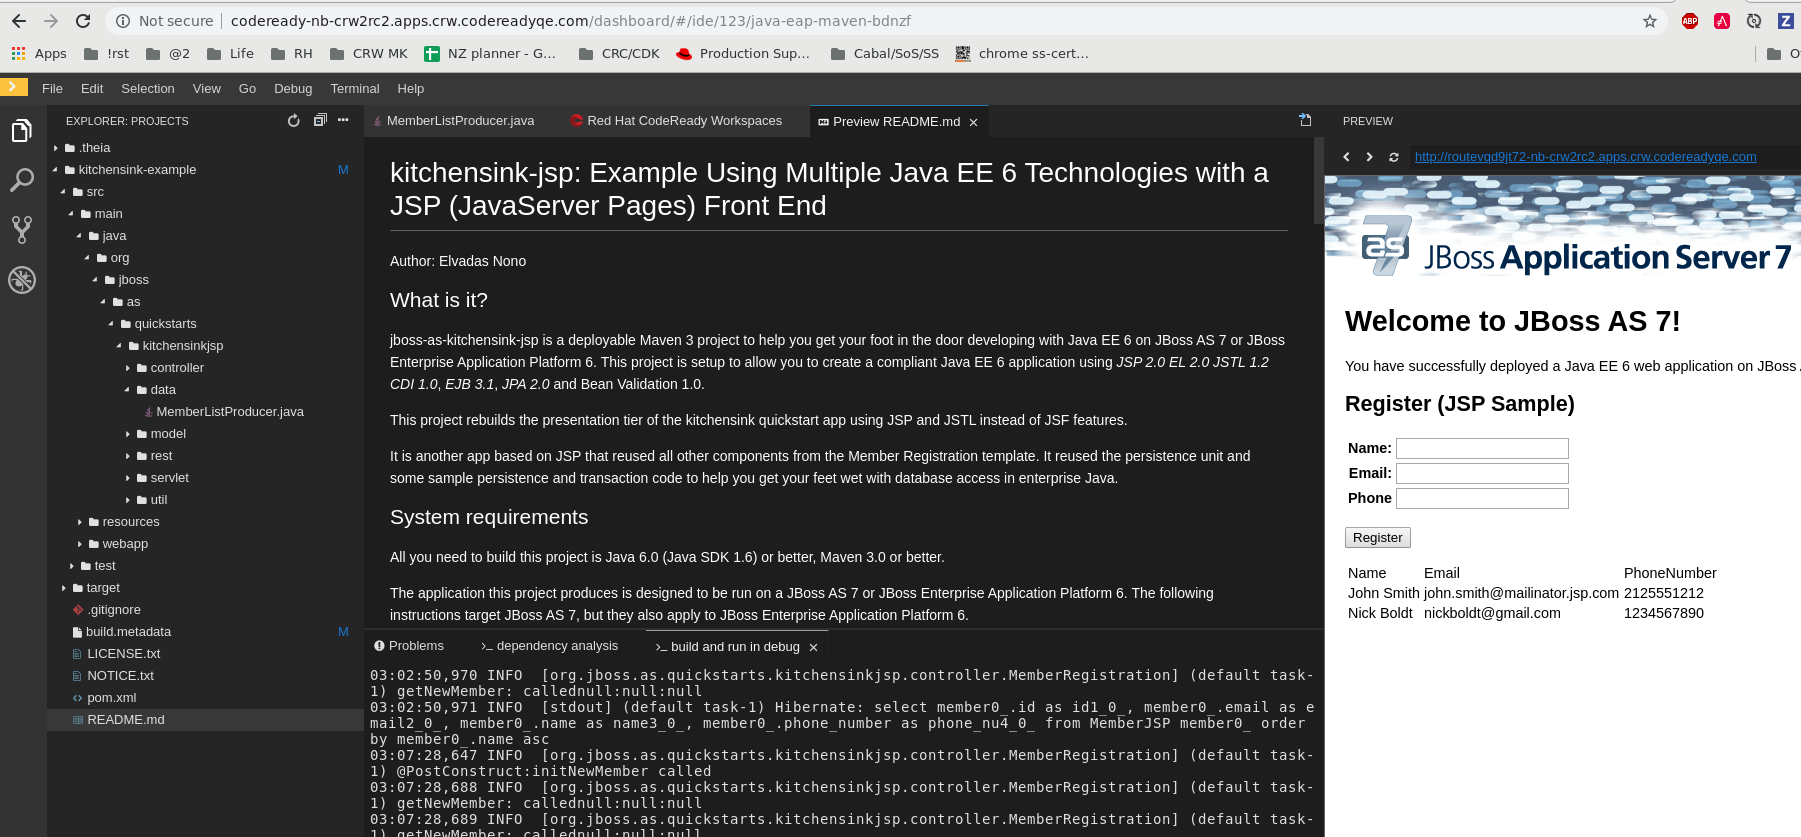 Not secure codeready-nb-crw2rc2.apps.crw.codereadyqe.com/dashboard/#/ide/123/java-eap-maven-bdnzf
ABP
Z
Apps !rst @2 Life RH CRW MK NZ planner - G… CRC/CDK Production Sup… Cabal/SoS/SS chrome ss-cert…
File Edit Selection View Go Debug Terminal Help
EXPLORER: PROJECTS
.theia
kitchensink-example M
src
main
java
org
jboss
as
quickstarts
kitchensinkjsp
controller
data
MemberListProducer.java
model
rest
servlet
util
resources
webapp
test
target
.gitignore
build.metadata M
LICENSE.txt
NOTICE.txt
pom.xml
README.md
MemberListProducer.java Red Hat CodeReady Workspaces Preview README.md
kitchensink-jsp: Example Using Multiple Java EE 6 Technologies with a
JSP (JavaServer Pages) Front End
Author: Elvadas Nono
What is it?
jboss-as-kitchensink-jsp is a deployable Maven 3 project to help you get your foot in the door developing with Java EE 6 on JBoss AS 7 or JBoss
Enterprise Application Platform 6. This project is setup to allow you to create a compliant Java EE 6 application using JSP 2.0 EL 2.0 JSTL 1.2
CDI 1.0, EJB 3.1, JPA 2.0 and Bean Validation 1.0.
This project rebuilds the presentation tier of the kitchensink quickstart app using JSP and JSTL instead of JSF features.
It is another app based on JSP that reused all other components from the Member Registration template. It reused the persistence unit and
some sample persistence and transaction code to help you get your feet wet with database access in enterprise Java.
System requirements
All you need to build this project is Java 6.0 (Java SDK 1.6) or better, Maven 3.0 or better.
The application this project produces is designed to be run on a JBoss AS 7 or JBoss Enterprise Application Platform 6. The following
instructions target JBoss AS 7, but they also apply to JBoss Enterprise Application Platform 6.
Problems >_ dependency analysis >_ build and run in debug
03:02:50,970 INFO  [org.jboss.as.quickstarts.kitchensinkjsp.controller.MemberRegistration] (default task-
1) getNewMember: callednull:null:null
03:02:50,971 INFO  [stdout] (default task-1) Hibernate: select member0_.id as id1_0_, member0_.email as e
mail2_0_, member0_.name as name3_0_, member0_.phone_number as phone_nu4_0_ from MemberJSP member0_ order
by member0_.name asc
03:07:28,647 INFO  [org.jboss.as.quickstarts.kitchensinkjsp.controller.MemberRegistration] (default task-
1) @PostConstruct:initNewMember called
03:07:28,688 INFO  [org.jboss.as.quickstarts.kitchensinkjsp.controller.MemberRegistration] (default task-
1) getNewMember: callednull:null:null
03:07:28,689 INFO  [org.jboss.as.quickstarts.kitchensinkjsp.controller.MemberRegistration] (default task-
1) getNewMember: callednull:null:null
PREVIEW
http://routevqd9jt72-nb-crw2rc2.apps.crw.codereadyqe.com
as 7 JBoss Application Server 7
Welcome to JBoss AS 7!
You have successfully deployed a Java EE 6 web application on JBoss
Register (JSP Sample)
Name:
Email:
Phone
Register
Name Email PhoneNumber
John Smith john.smith@mailinator.jsp.com 2125551212
Nick Boldt nickboldt@gmail.com 1234567890